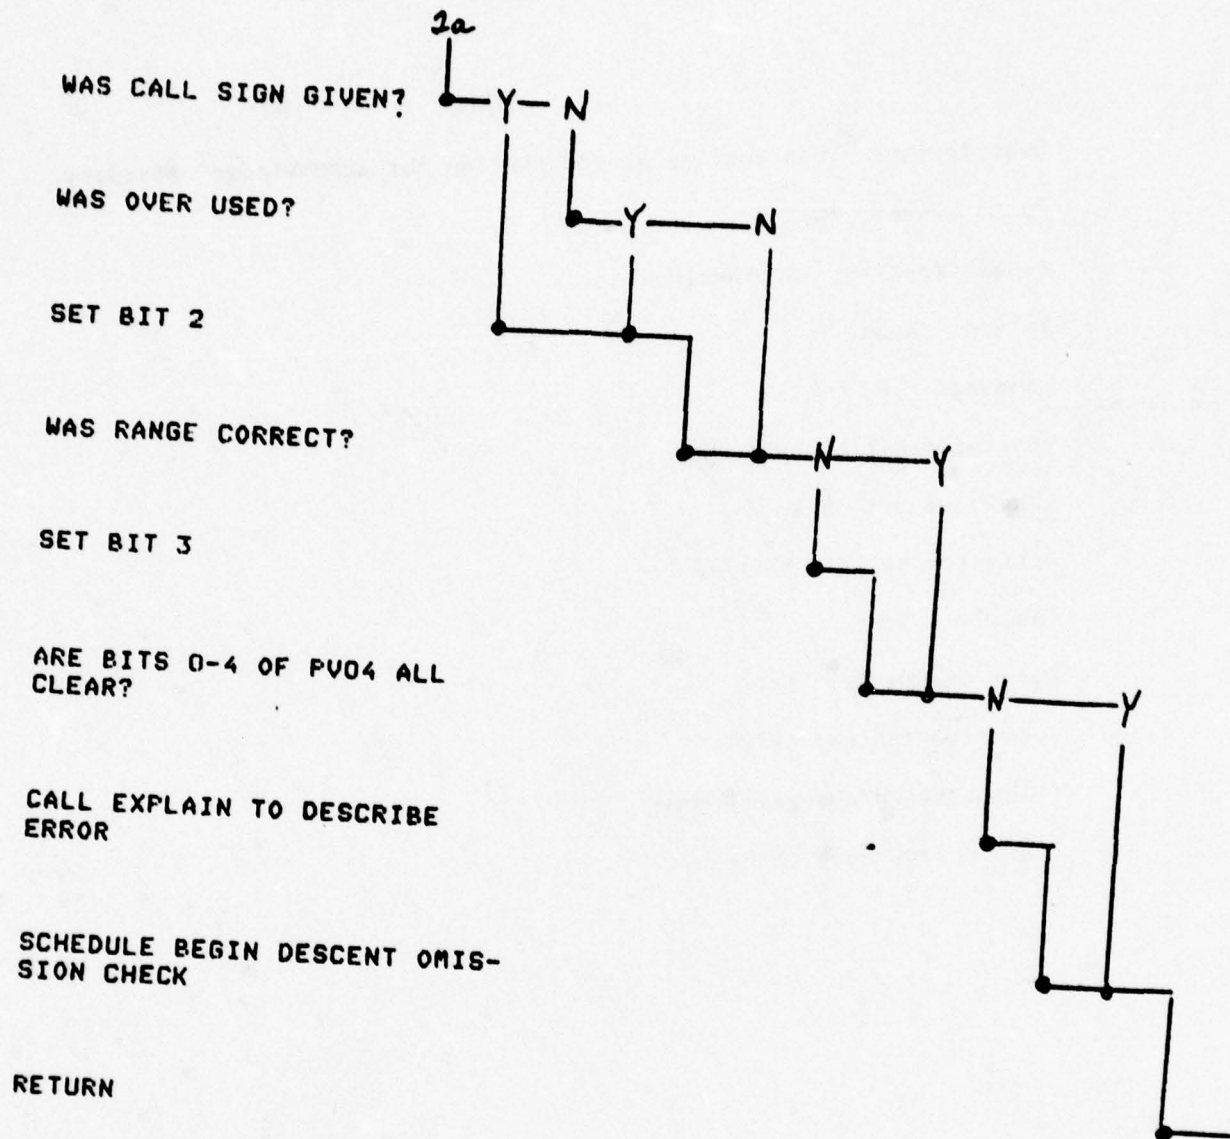 2a
WAS CALL SIGN GIVEN? Y N
WAS OVER USED? Y N
SET BIT 2
WAS RANGE CORRECT? N Y
SET BIT 3
ARE BITS 0-4 OF PV04 ALL
CLEAR? N Y
CALL EXPLAIN TO DESCRIBE
ERROR
SCHEDULE BEGIN DESCENT OMIS-
SION CHECK
RETURN